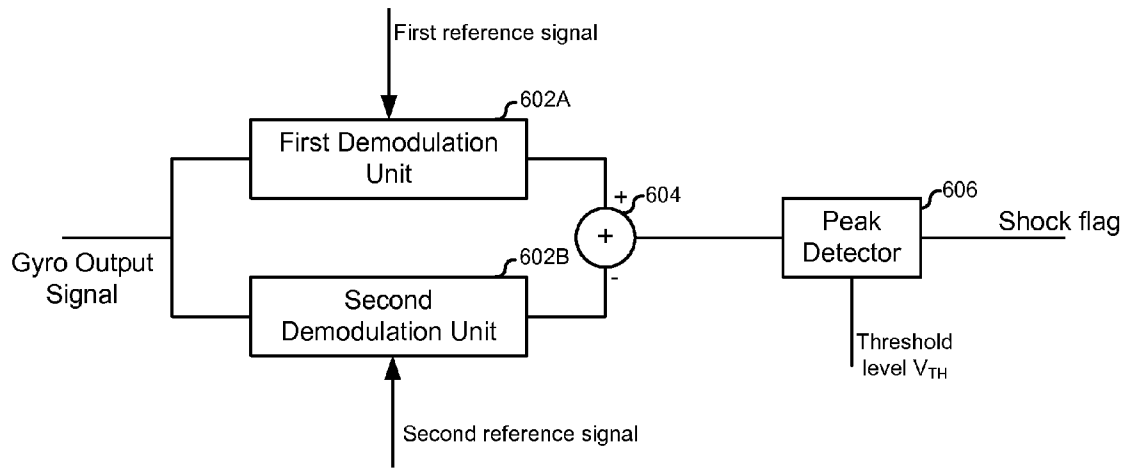 First reference signal
602A
First Demodulation
Unit
+
604
606
Peak
Detector
Shock flag
+
Gyro Output
Signal
602B
-
Second
Demodulation Unit
Threshold
level V_TH
Second reference signal